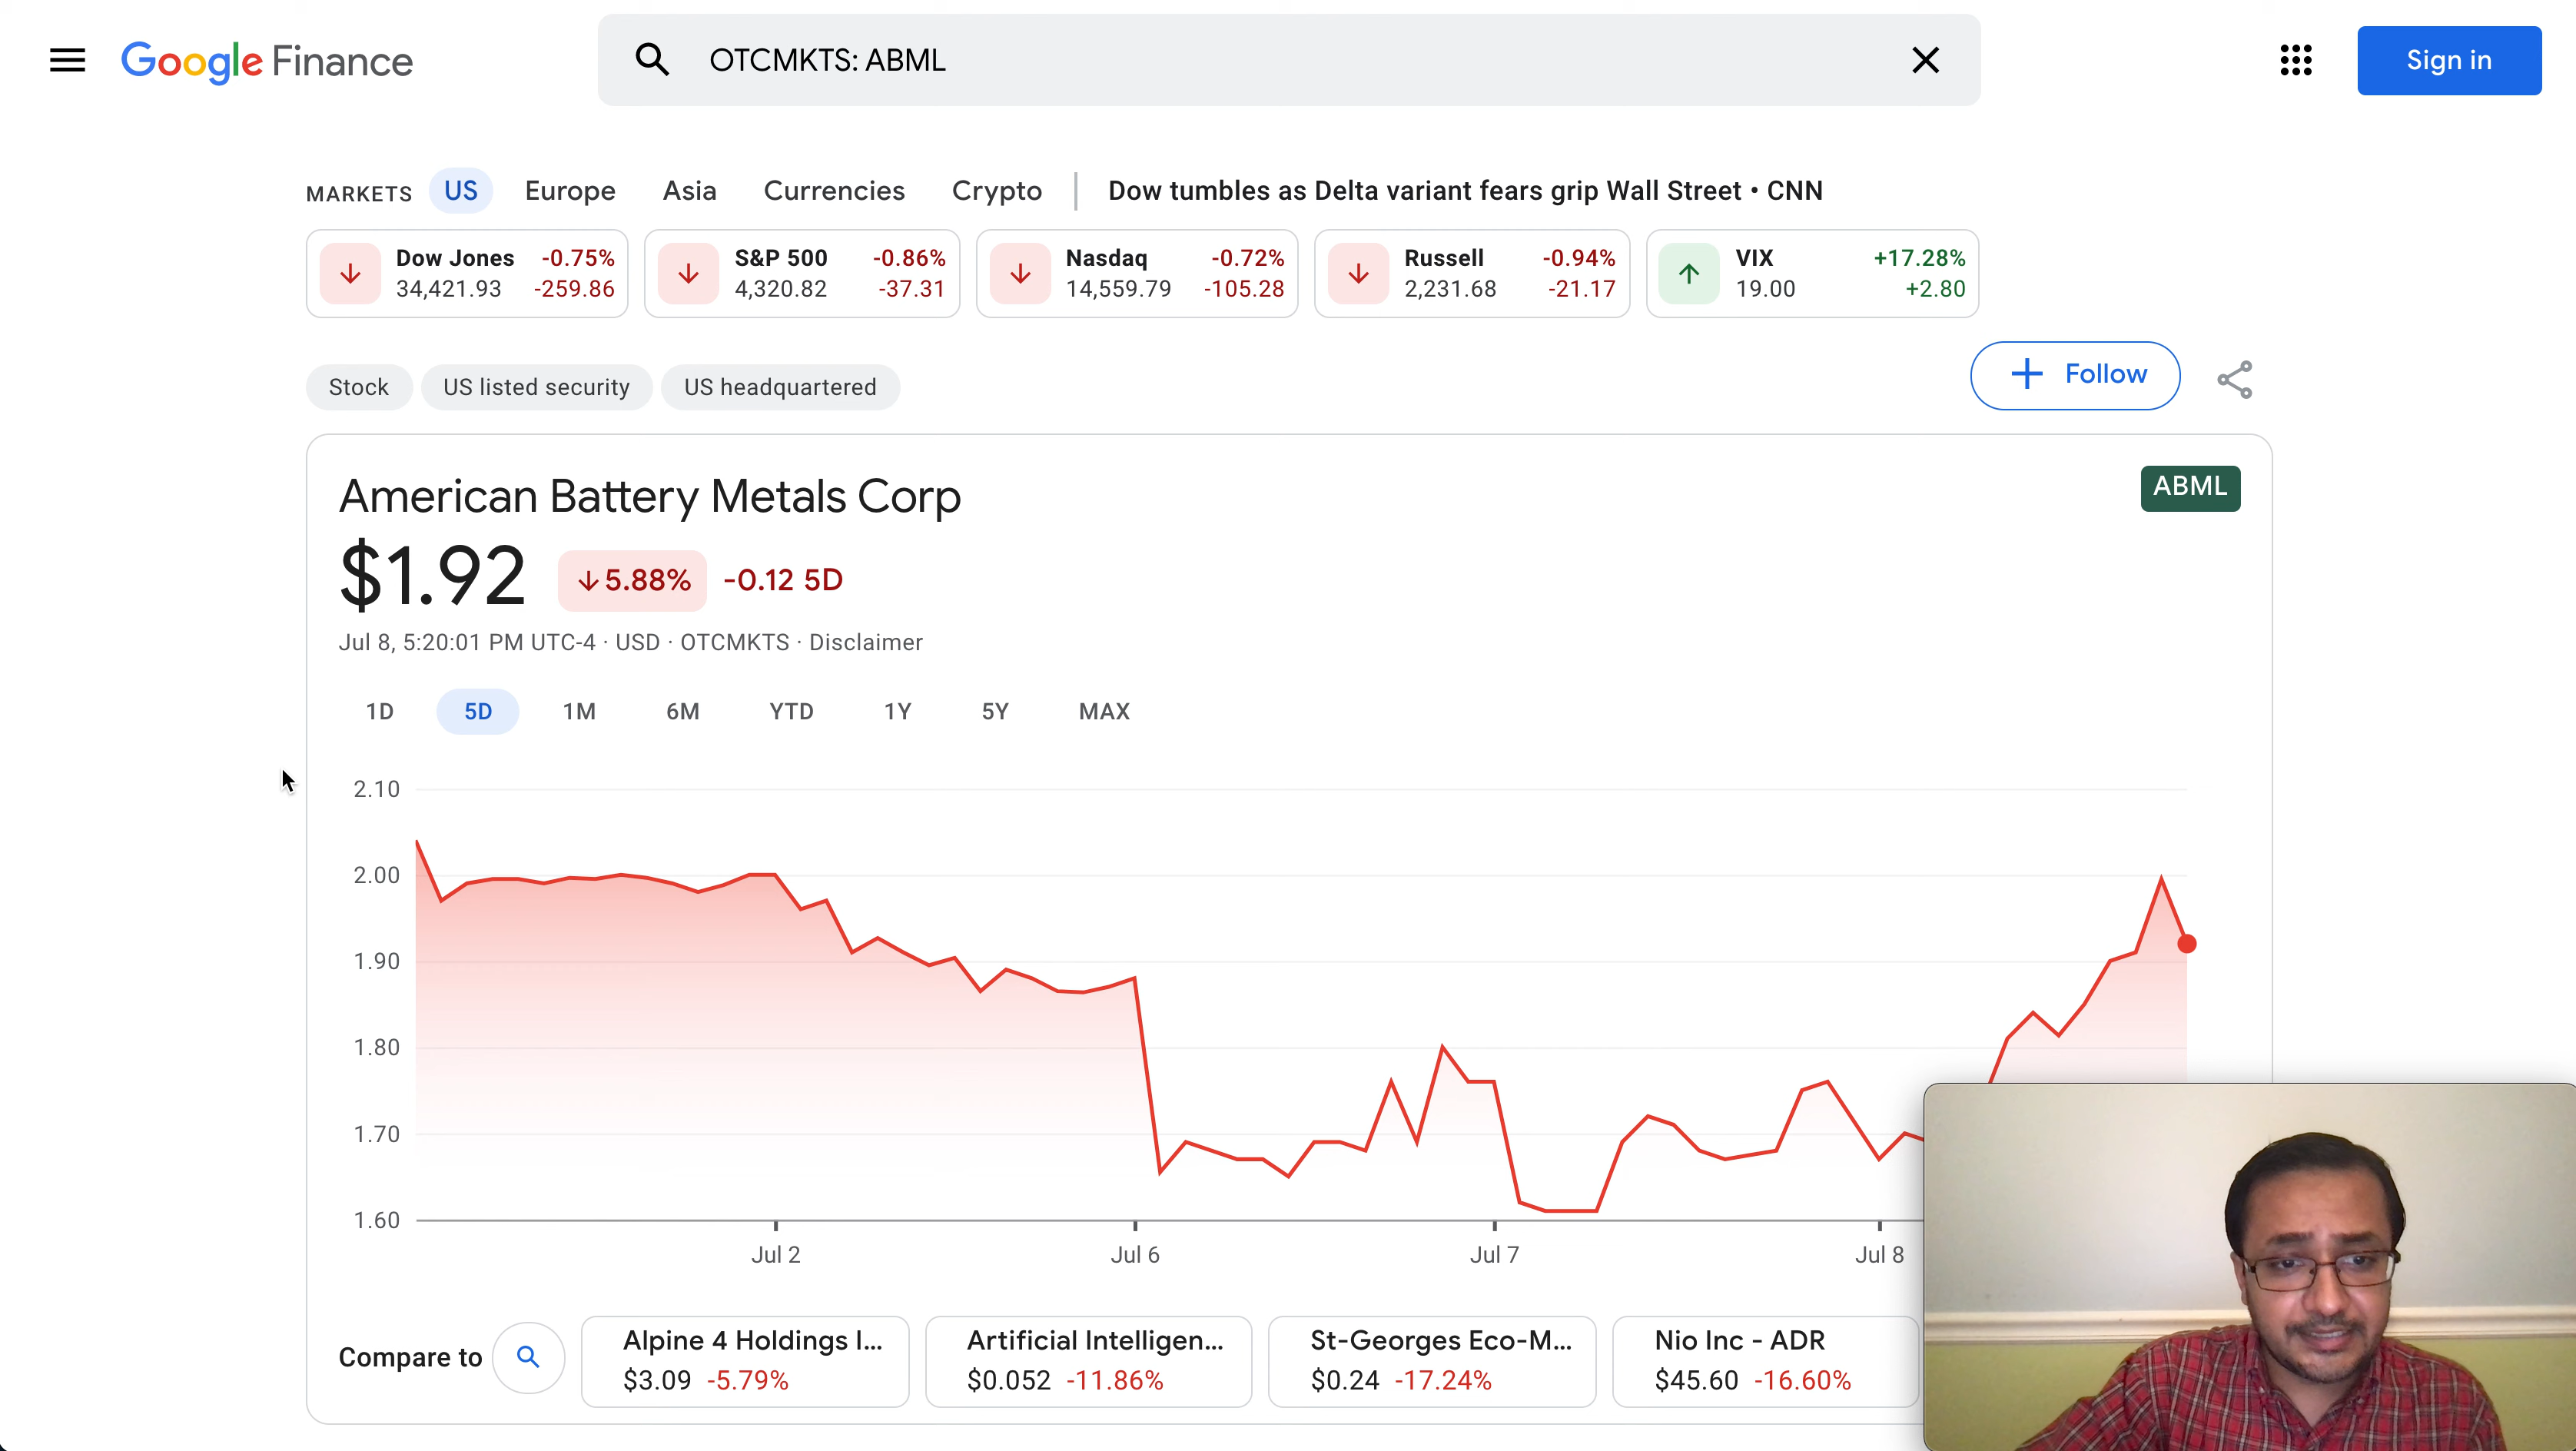 Google Finance
OTCMKTS: ABML
Sign in
MARKETS US Europe Asia Currencies Crypto Dow tumbles as Delta variant fears grip Wall Street • CNN
Dow Jones -0.75%
34,421.93 -259.86
S&P 500 -0.86%
4,320.82 -37.31
Nasdaq -0.72%
14,559.79 -105.28
Russell -0.94%
2,231.68 -21.17
VIX +17.28%
19.00 +2.80
Stock US listed security US headquartered
+ Follow
American Battery Metals Corp
ABML
$1.92 ↓5.88% -0.12 5D
Jul 8, 5:20:01 PM UTC-4 · USD · OTCMKTS · Disclaimer
1D 5D 1M 6M YTD 1Y 5Y MAX
2.10
2.00
1.90
1.80
1.70
1.60
Jul 2 Jul 6 Jul 7 Jul 8
Compare to
Alpine 4 Holdings I...
$3.09 -5.79%
Artificial Intelligen...
$0.052 -11.86%
St-Georges Eco-M...
$0.24 -17.24%
Nio Inc - ADR
$45.60 -16.60%